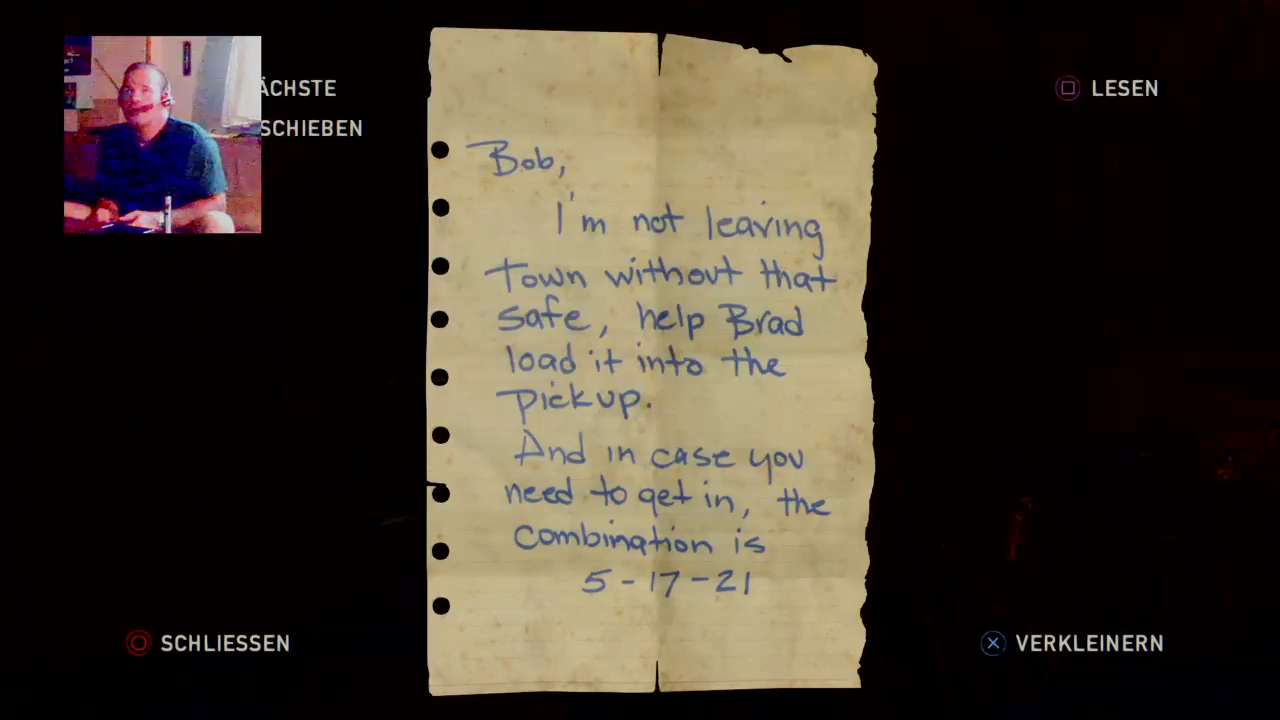 ÄCHSTE
SCHIEBEN
LESEN
Bob,
I'm not leaving
town without that
safe, help Brad
load it into the
pickup.
And in case you
need to get in, the
combination is
5-17-21
SCHLIESSEN
VERKLEINERN